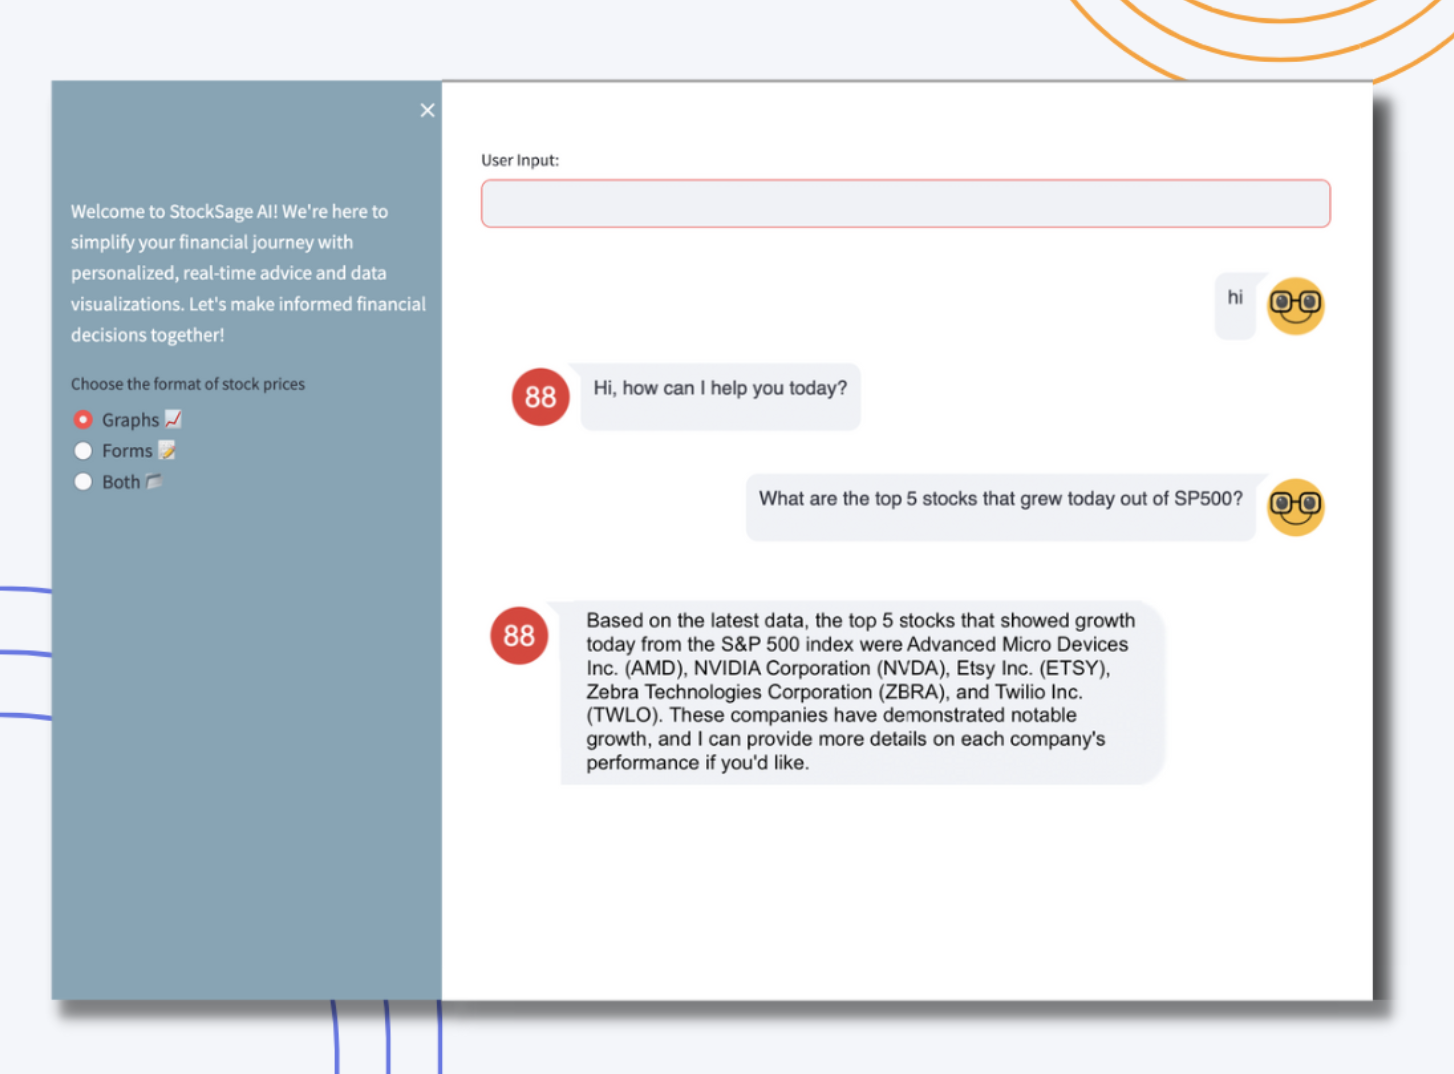 Welcome to StockSage AI! We're here to
simplify your financial journey with
personalized, real-time advice and data
visualizations. Let's make informed financial
decisions together!
Choose the format of stock prices
Graphs
Forms
Both
User Input:
hi
88
Hi, how can I help you today?
What are the top 5 stocks that grew today out of SP500?
88
Based on the latest data, the top 5 stocks that showed growth
today from the S&P 500 index were Advanced Micro Devices
Inc. (AMD), NVIDIA Corporation (NVDA), Etsy Inc. (ETSY),
Zebra Technologies Corporation (ZBRA), and Twilio Inc.
(TWLO). These companies have demonstrated notable
growth, and I can provide more details on each company's
performance if you'd like.